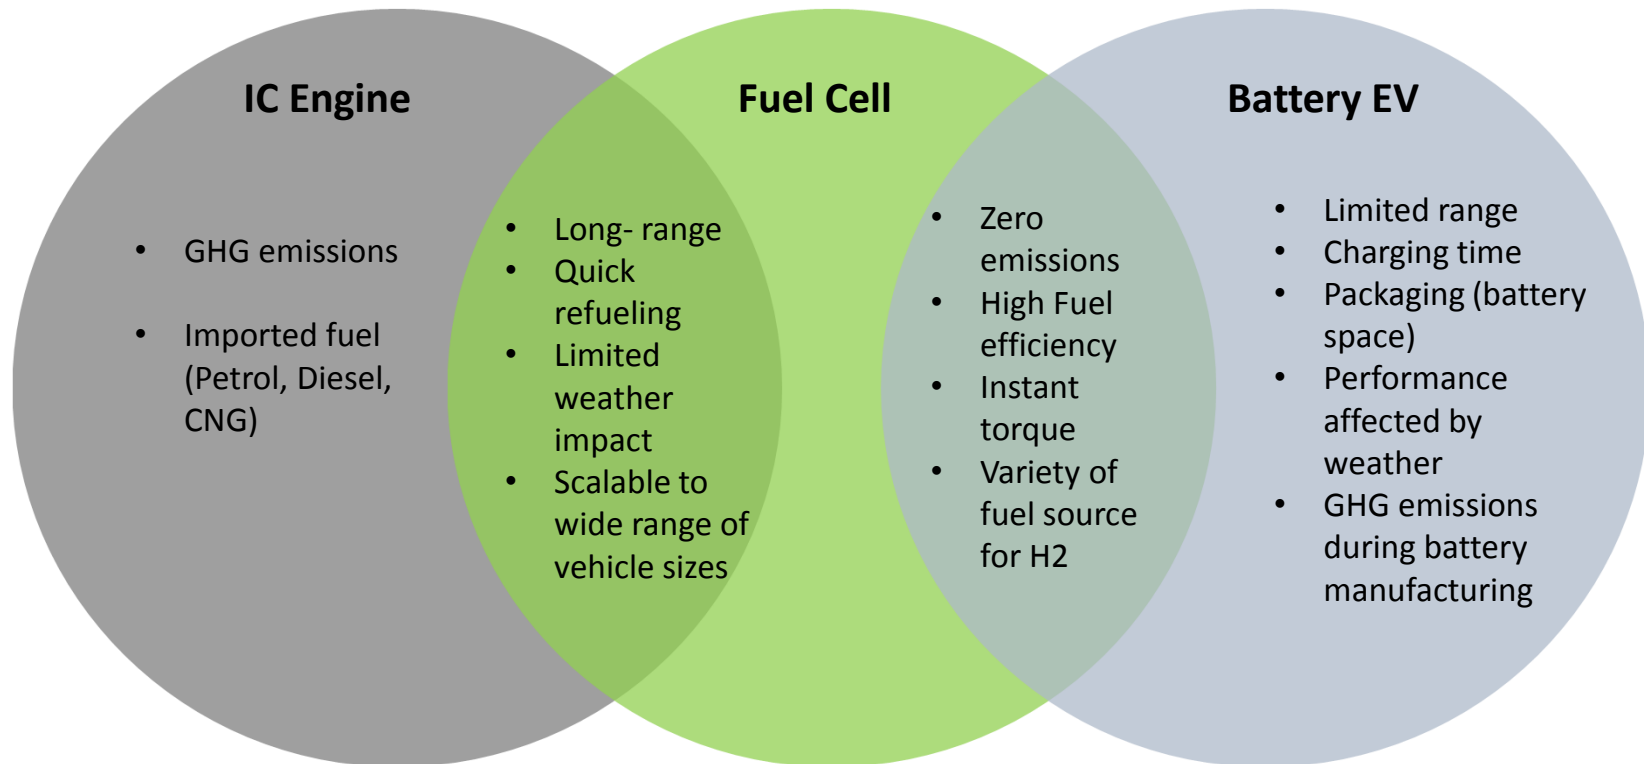 IC Engine
• GHG emissions
• Imported fuel
(Petrol, Diesel,
CNG)
Fuel Cell
• Long- range
• Quick
refueling
• Limited
weather
impact
• Scalable to
wide range of
vehicle sizes
• Zero
emissions
• High Fuel
efficiency
• Instant
torque
• Variety of
fuel source
for H2
Battery EV
• Limited range
• Charging time
• Packaging (battery
space)
• Performance
affected by
weather
• GHG emissions
during battery
manufacturing